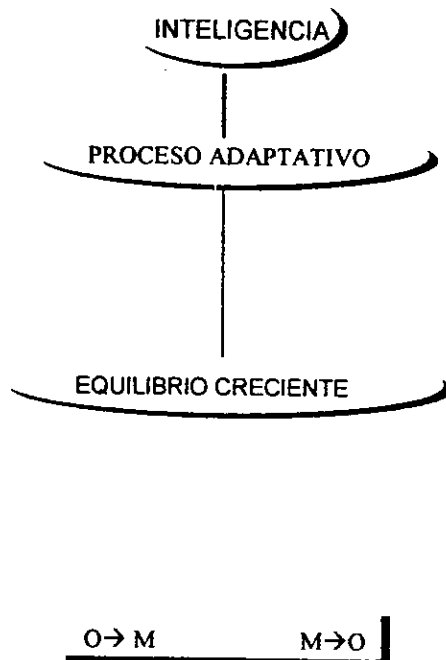 INTELIGENCIA
PROCESO ADAPTATIVO
EQUILIBRIO CRECIENTE
O→ M M→O